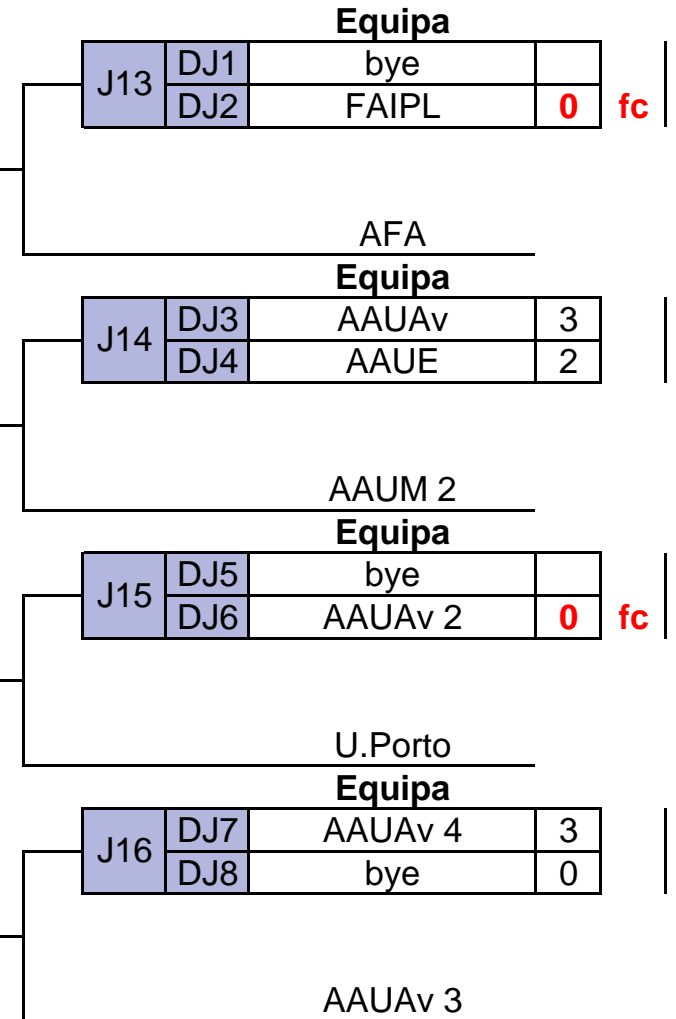 Equipa
J13 DJ1 bye
DJ2 FAIPL 0 fc
AFA
Equipa
J14 DJ3 AAUAv 3
DJ4 AAUE 2
AAUM 2
Equipa
J15 DJ5 bye
DJ6 AAUAv 2 0 fc
U.Porto
Equipa
J16 DJ7 AAUAv 4 3
DJ8 bye 0
AAUAv 3